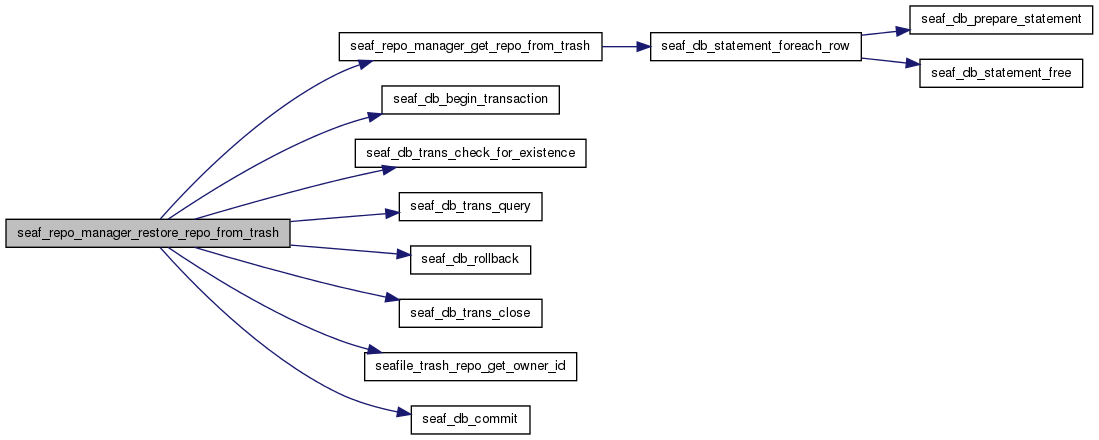 seaf_repo_manager_restore_repo_from_trash
seaf_repo_manager_get_repo_from_trash
seaf_db_statement_foreach_row
seaf_db_prepare_statement
seaf_db_statement_free
seaf_db_begin_transaction
seaf_db_trans_check_for_existence
seaf_db_trans_query
seaf_db_rollback
seaf_db_trans_close
seafile_trash_repo_get_owner_id
seaf_db_commit